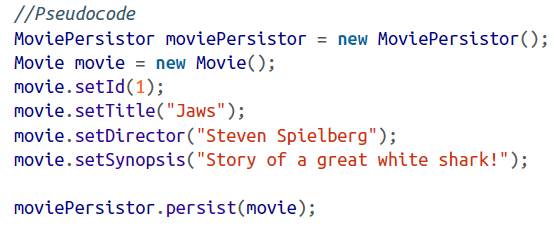 //Pseudocode
MoviePersistor moviePersistor = new MoviePersistor();
Movie movie = new Movie();
movie.setId(1);
movie.setTitle("Jaws");
movie.setDirector("Steven Spielberg");
movie.setSynopsis("Story of a great white shark!");
moviePersistor.persist(movie);